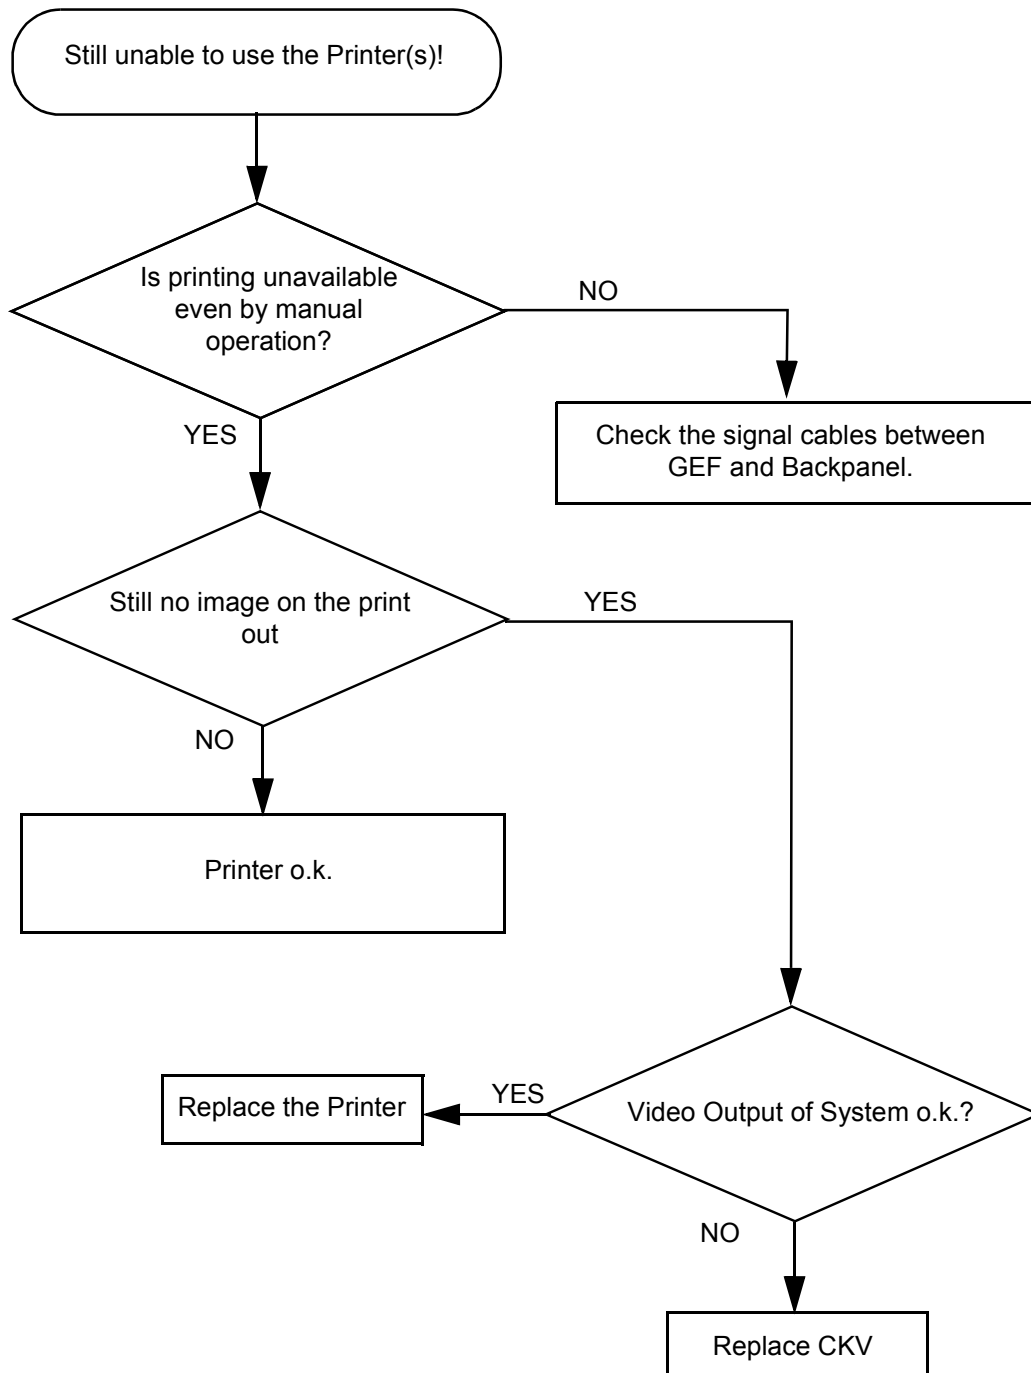 Still unable to use the Printer(s)!
Is printing unavailable
even by manual
operation?
NO
YES
Check the signal cables between
GEF and Backpanel.
Still no image on the print
out
YES
NO
Printer o.k.
Video Output of System o.k.?
YES
Replace the Printer
NO
Replace CKV